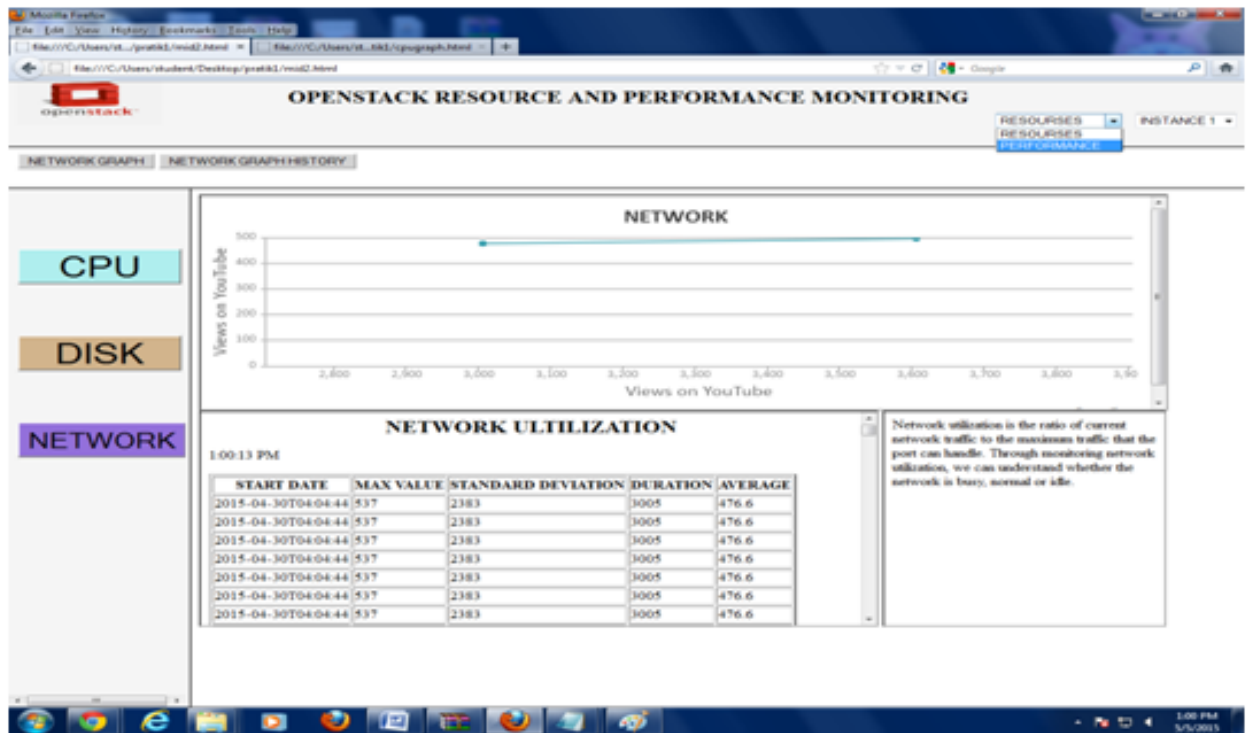 Mozilla Firefox
File Edit View History Bookmarks Tools Help
file:///C:/Users/st.../pratik1/mid2.html
file:///C:/Users/st...tik1/cpugraph.html
file:///C:/Users/student/Desktop/pratik1/mid2.html
Google
openstack
OPENSTACK RESOURCE AND PERFORMANCE MONITORING
RESOURSES
INSTANCE 1
RESOURSES
PERFORMANCE
NETWORK GRAPH
NETWORK GRAPH HISTORY
CPU
DISK
NETWORK
NETWORK
Views on YouTube
500
400
300
200
100
0
2,800 2,900 3,000 3,100 3,200 3,300 3,400 3,500 3,600 3,700 3,800 3,90
Views on YouTube
NETWORK ULTILIZATION
1:00:13 PM
START DATE MAX VALUE STANDARD DEVIATION DURATION AVERAGE
2015-04-30T04:04:44 537 2383 3005 476.6
2015-04-30T04:04:44 537 2383 3005 476.6
2015-04-30T04:04:44 537 2383 3005 476.6
2015-04-30T04:04:44 537 2383 3005 476.6
2015-04-30T04:04:44 537 2383 3005 476.6
2015-04-30T04:04:44 537 2383 3005 476.6
2015-04-30T04:04:44 537 2383 3005 476.6
Network utilization is the ratio of current
network traffic to the maximum traffic that the
port can handle. Through monitoring network
utilization, we can understand whether the
network is busy, normal or idle.
1:00 PM
5/5/2015